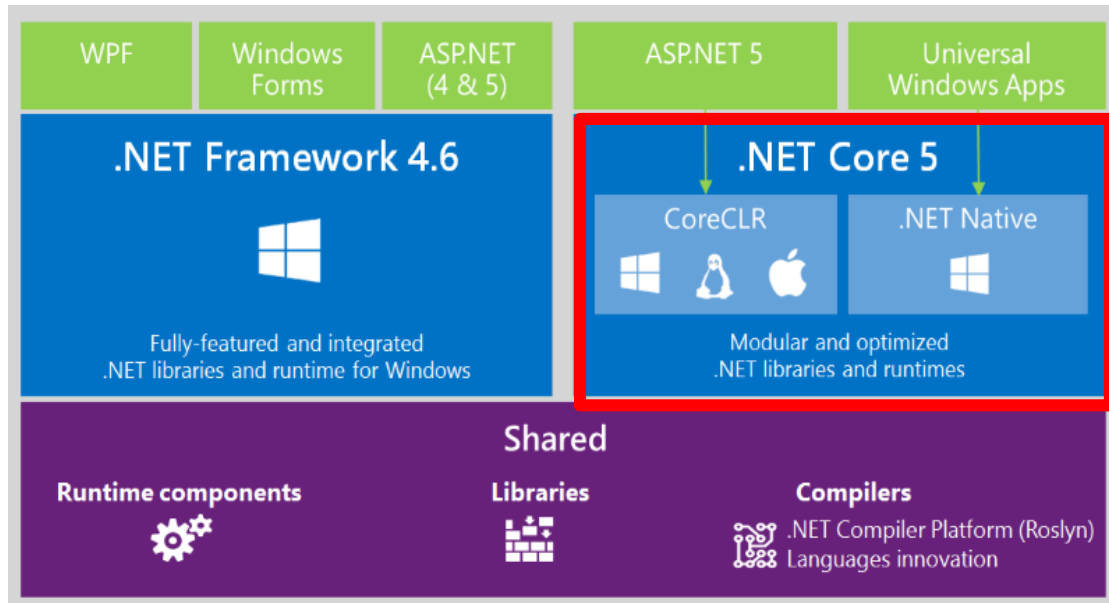 WPF
Windows
Forms
ASP.NET
(4 & 5)
ASP.NET 5
Universal
Windows Apps
.NET Framework 4.6
Fully-featured and integrated
.NET libraries and runtime for Windows
.NET Core 5
CoreCLR
.NET Native
Modular and optimized
.NET libraries and runtimes
Shared
Runtime components
Libraries
Compilers
.NET Compiler Platform (Roslyn)
Languages innovation